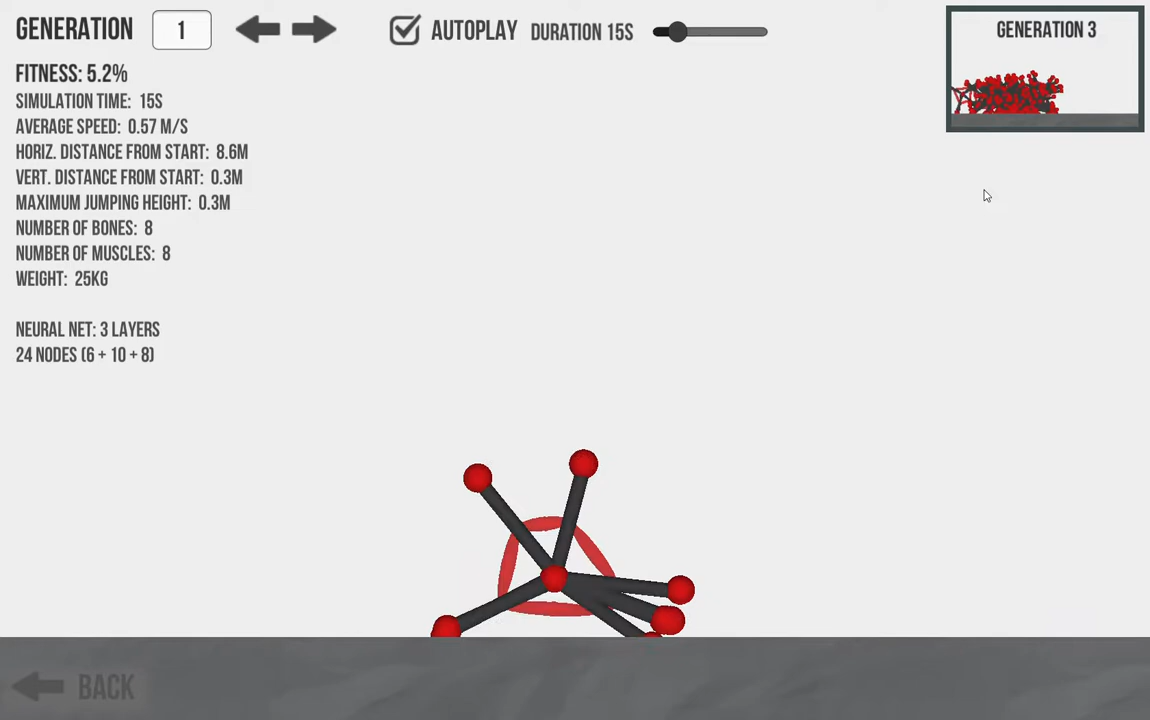 GENERATION 1
AUTOPLAY DURATION 15S
GENERATION 3
FITNESS: 5.2%
SIMULATION TIME: 15S
AVERAGE SPEED: 0.57 M/S
HORIZ. DISTANCE FROM START: 8.6M
VERT. DISTANCE FROM START: 0.3M
MAXIMUM JUMPING HEIGHT: 0.3M
NUMBER OF BONES: 8
NUMBER OF MUSCLES: 8
WEIGHT: 25KG
NEURAL NET: 3 LAYERS
24 NODES (6 + 10 + 8)
BACK